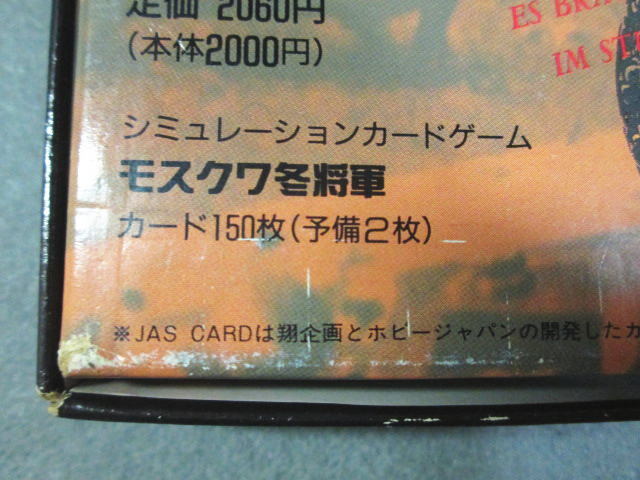 定価 2060円
(本体2000円)
ES BRA
IM ST
シミュレーションカードゲーム
モスクワ冬将軍
カード150枚(予備2枚)
※JAS CARDは翔企画とホビージャパンの開発したカ